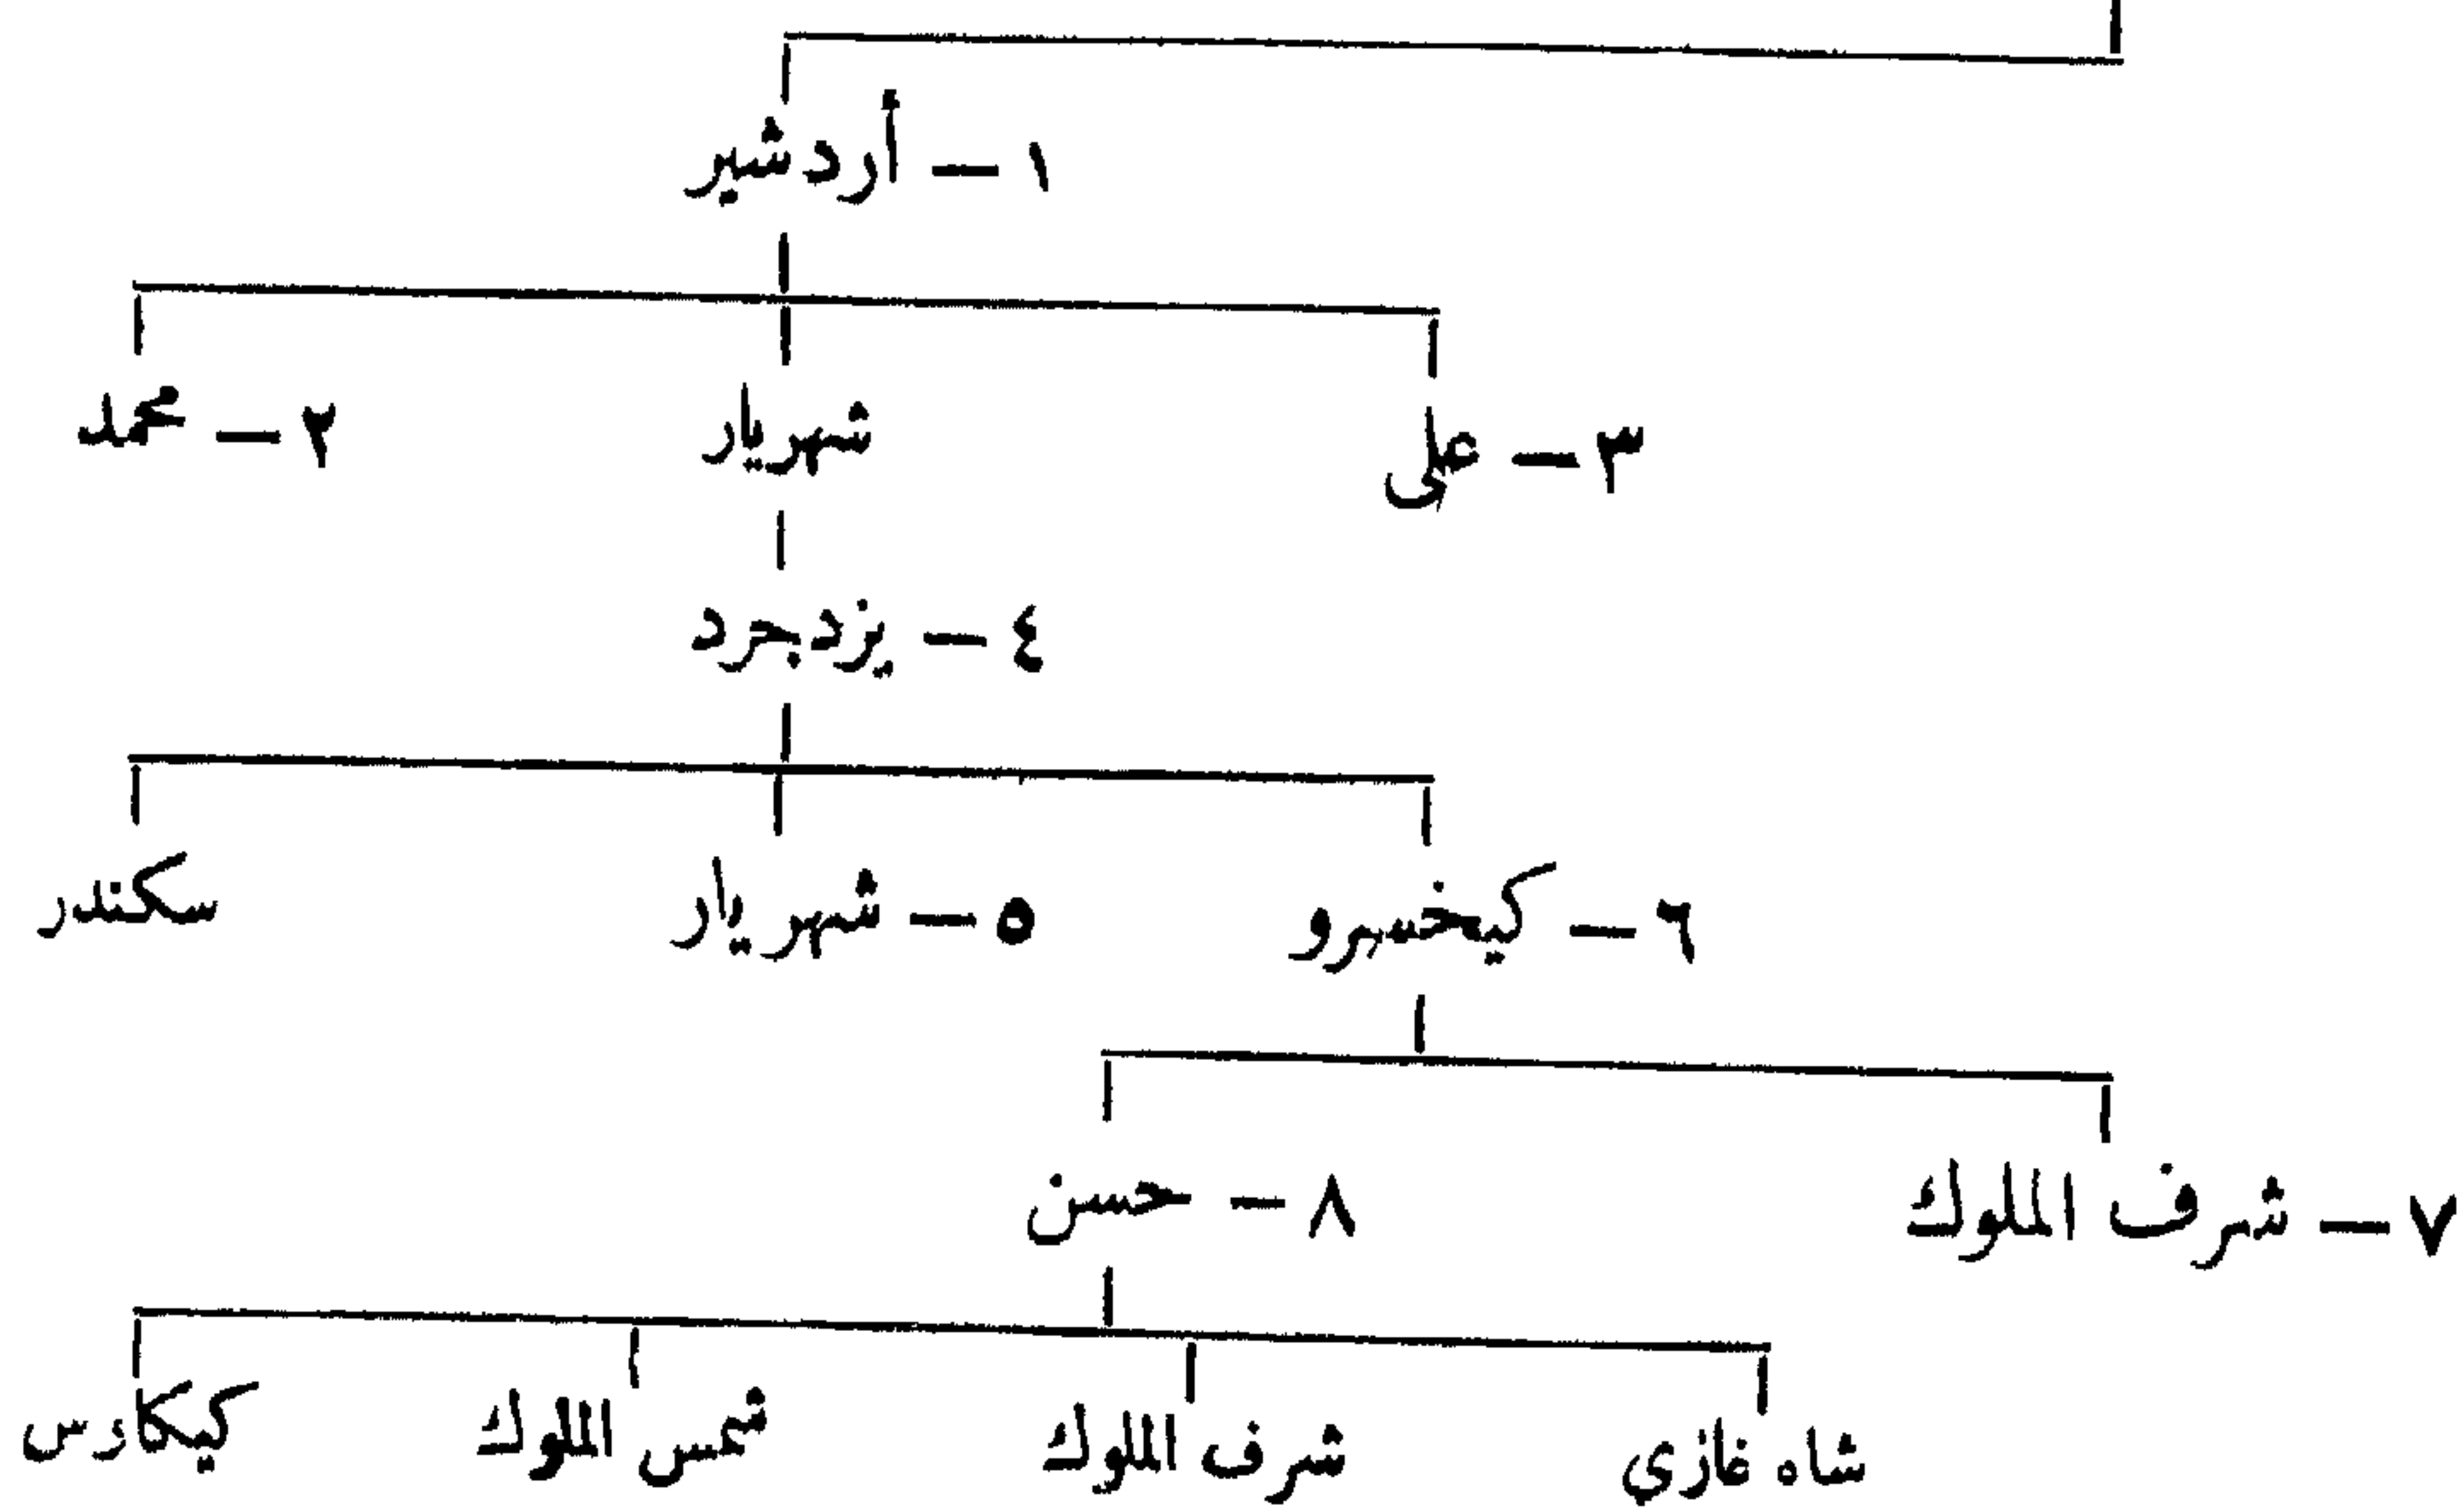 ١ - أردشير
٣ - على شهريار ٢ - محمد
٤ - يزدجرد
٦ - كيخسرو ٥ - شهريار سكندر
٧ - شرف الملوك ٨ - حسن
شاه غازي شرف الملوك شمس الملوك كيكاوس